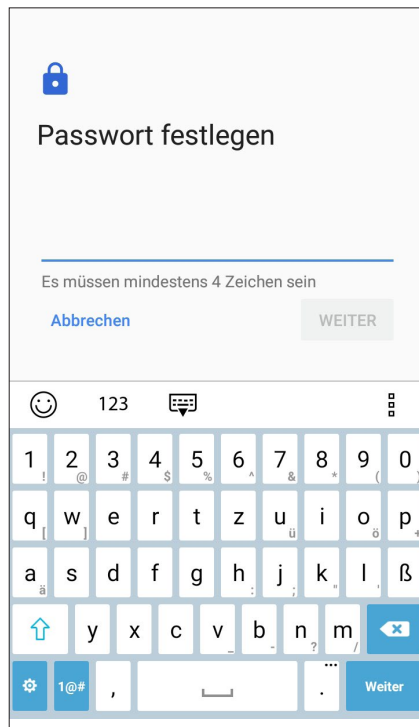 Passwort festlegen
Es müssen mindestens 4 Zeichen sein
Abbrechen WEITER
123
1 ! 2 @ 3 # 4 $ 5 % 6 ^ 7 & 8 * 9 ( 0 )
q [ w ] e r t z u ü i o ö p +
a ä s d f g h : j ; k " l ' ß
y x c v _ b - n ? m /
1@# , . ... Weiter